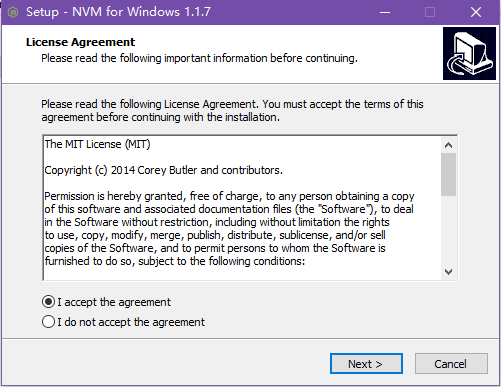 Setup - NVM for Windows 1.1.7
License Agreement
Please read the following important information before continuing.
Please read the following License Agreement. You must accept the terms of this
agreement before continuing with the installation.
The MIT License (MIT)
Copyright (c) 2014 Corey Butler and contributors.
Permission is hereby granted, free of charge, to any person obtaining a copy
of this software and associated documentation files (the "Software"), to deal
in the Software without restriction, including without limitation the rights
to use, copy, modify, merge, publish, distribute, sublicense, and/or sell
copies of the Software, and to permit persons to whom the Software is
furnished to do so, subject to the following conditions:
I accept the agreement
I do not accept the agreement
Next >
Cancel